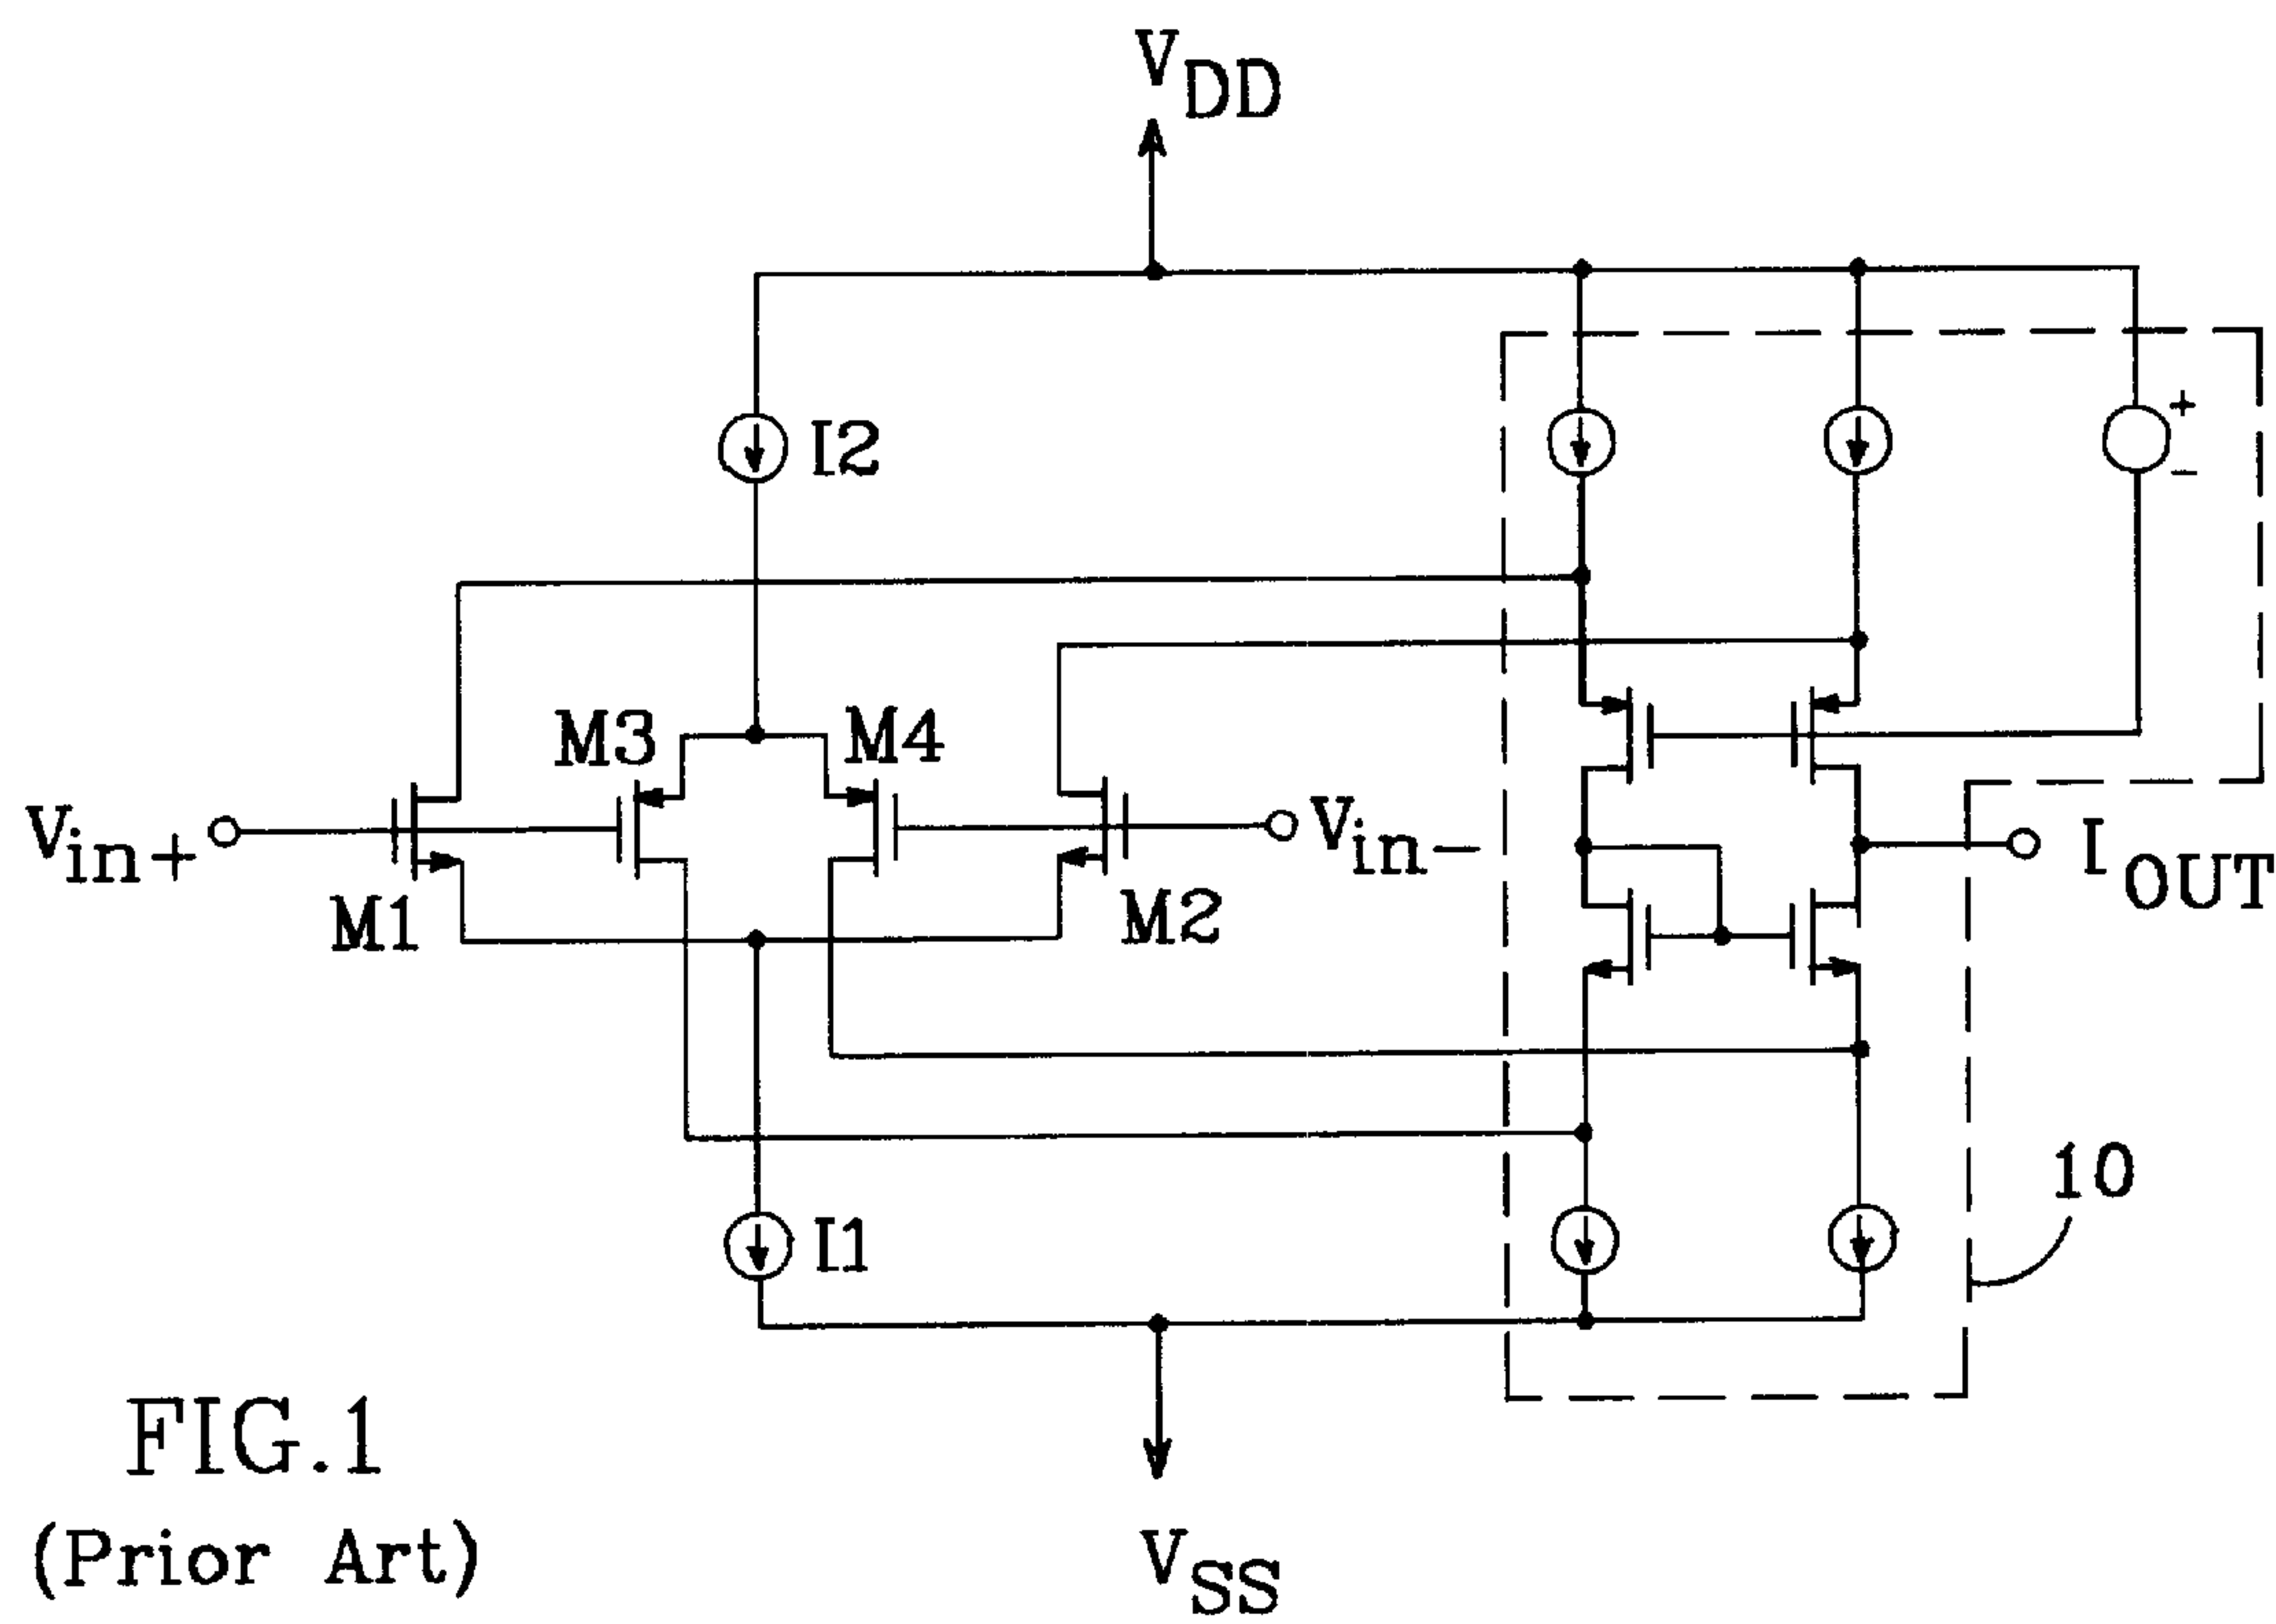 VDD
I2
+
-
M3
M4
Vin+
Vin-
IOUT
M1
M2
10
I1
FIG.1
(Prior Art)
VSS